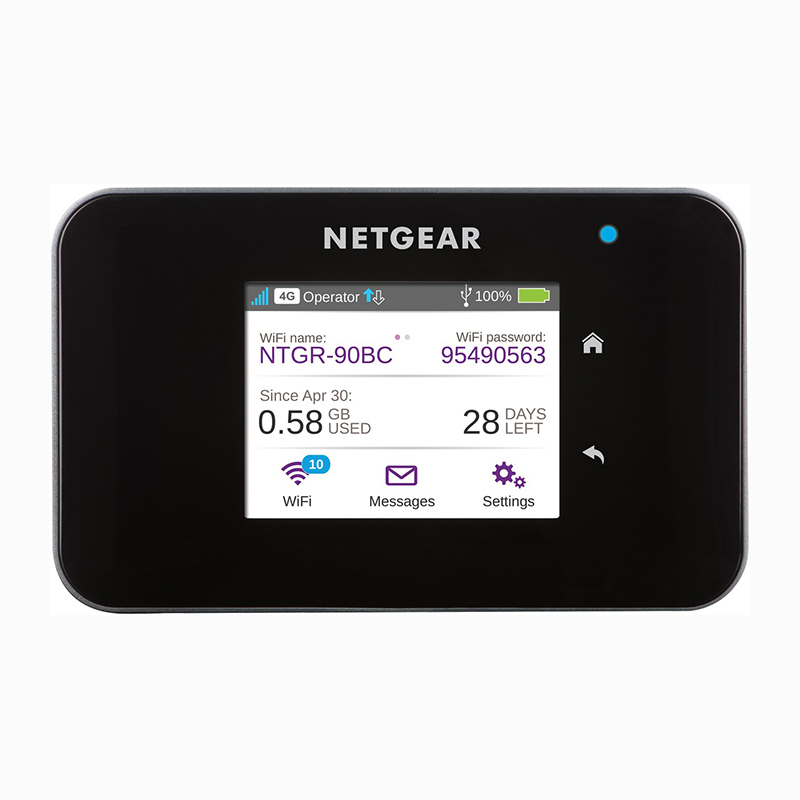 NETGEAR
4G Operator 100%
WiFi name: WiFi password:
NTGR-90BC 95490563
Since Apr 30:
0.58 GB USED 28 DAYS LEFT
10
WiFi Messages Settings